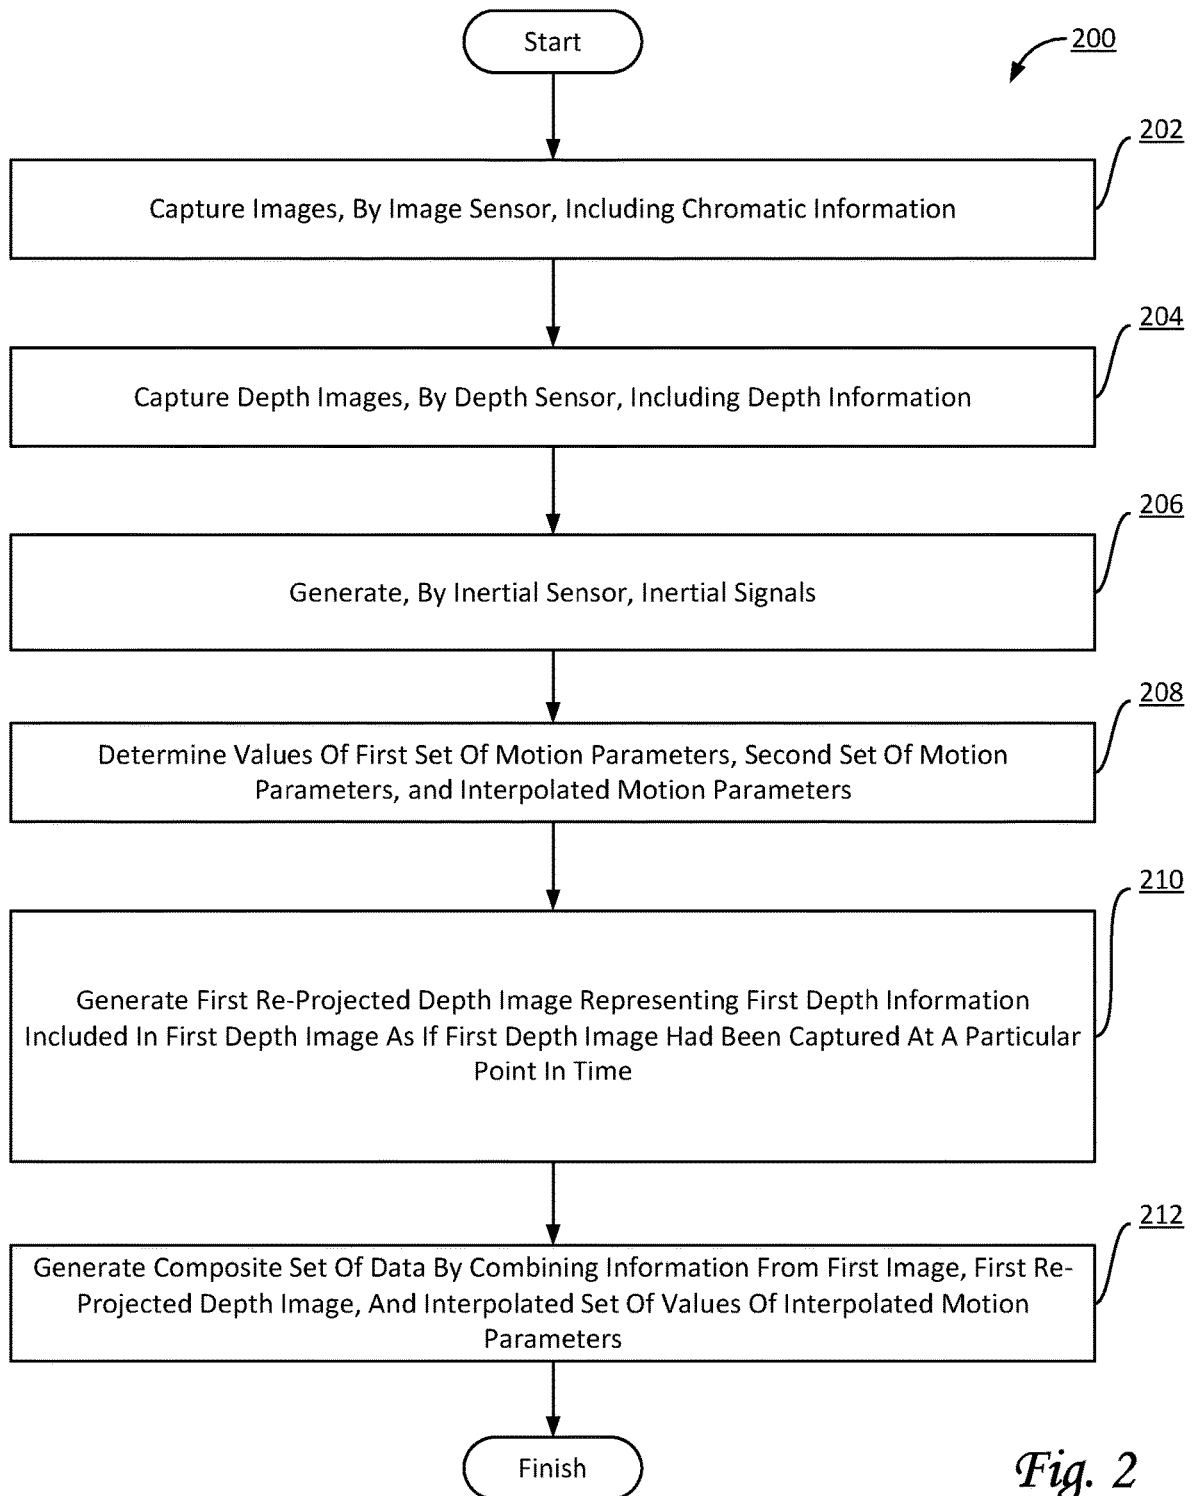 Start
200
202
Capture Images, By Image Sensor, Including Chromatic Information
204
Capture Depth Images, By Depth Sensor, Including Depth Information
206
Generate, By Inertial Sensor, Inertial Signals
208
Determine Values Of First Set Of Motion Parameters, Second Set Of Motion
Parameters, and Interpolated Motion Parameters
210
Generate First Re-Projected Depth Image Representing First Depth Information
Included In First Depth Image As If First Depth Image Had Been Captured At A Particular
Point In Time
212
Generate Composite Set Of Data By Combining Information From First Image, First Re-
Projected Depth Image, And Interpolated Set Of Values Of Interpolated Motion
Parameters
Finish
Fig. 2